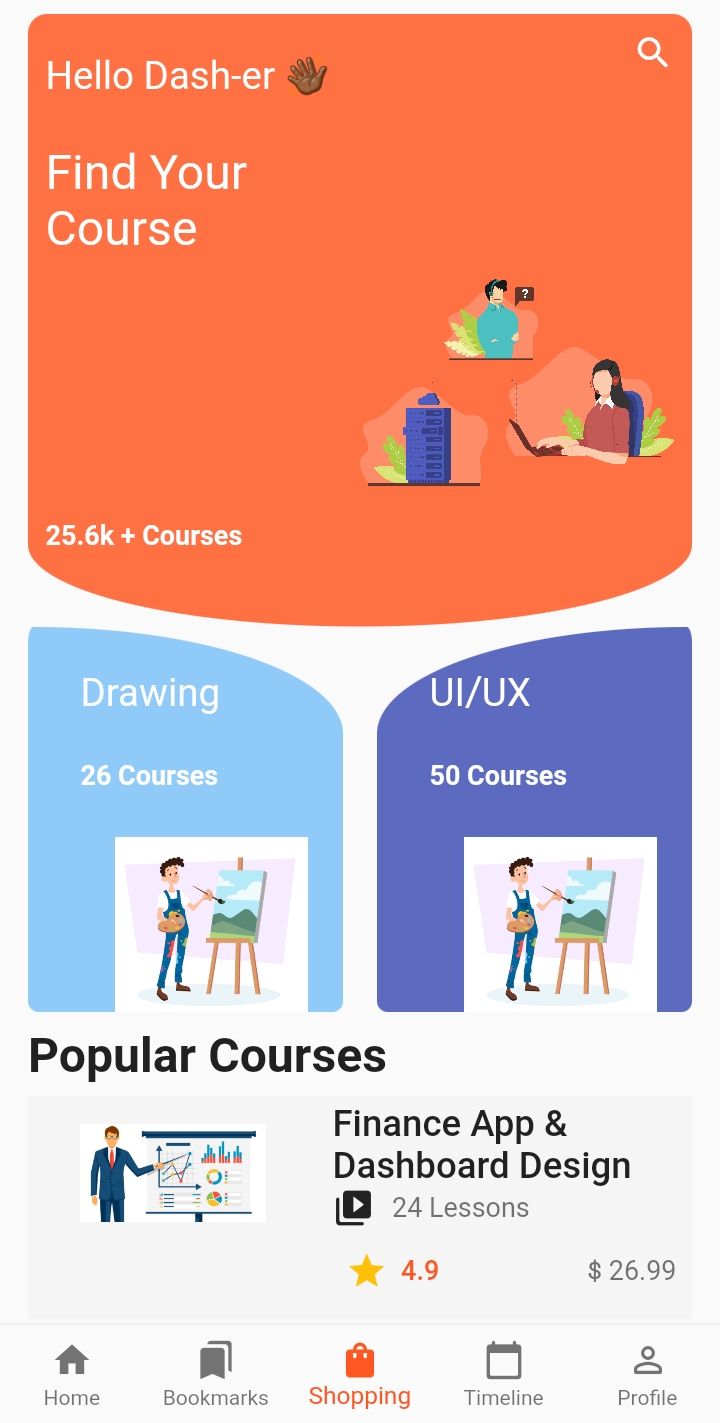 Hello Dash-er 👋🏾
Find Your
Course
?
25.6k + Courses
Drawing
26 Courses
UI/UX
50 Courses
Popular Courses
Finance App &
Dashboard Design
24 Lessons
4.9
$ 26.99
Home
Bookmarks
Shopping
Timeline
Profile